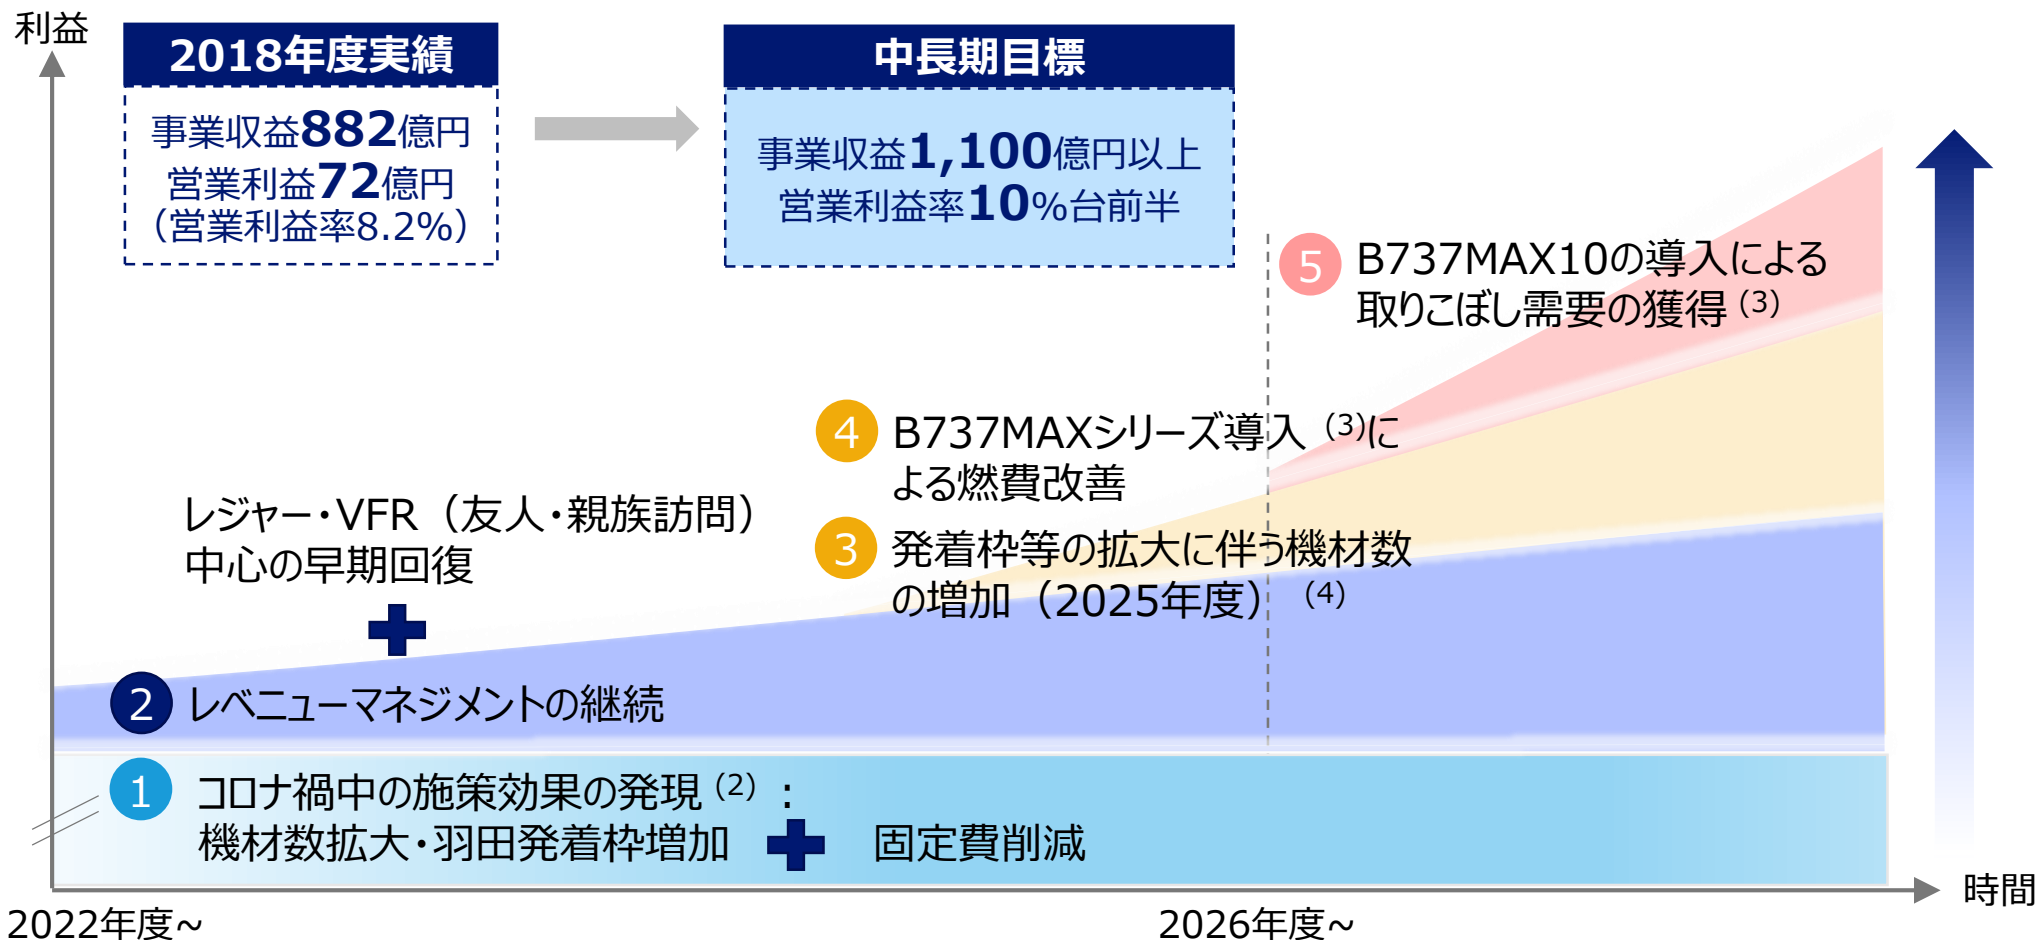 利益
2018年度実績
事業収益882億円
営業利益72億円
（営業利益率8.2%）
中長期目標
事業収益1,100億円以上
営業利益率10%台前半
5 B737MAX10の導入による
取りこぼし需要の獲得 (3)
4 B737MAXシリーズ導入 (3)に
よる燃費改善
3 発着枠等の拡大に伴う機材数
の増加（2025年度） (4)
レジャー・VFR（友人・親族訪問）
中心の早期回復
2 レベニューマネジメントの継続
1 コロナ禍中の施策効果の発現 (2) :
機材数拡大・羽田発着枠増加 固定費削減
時間
2022年度~
2026年度~